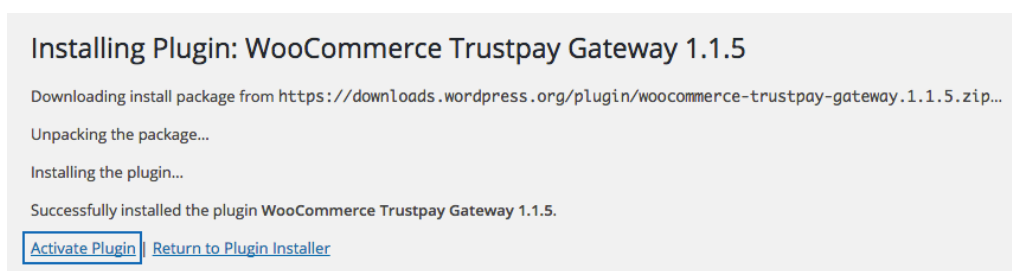 Installing Plugin: WooCommerce Trustpay Gateway 1.1.5
Downloading install package from https://downloads.wordpress.org/plugin/woocommerce-trustpay-gateway.1.1.5.zip…
Unpacking the package…
Installing the plugin…
Successfully installed the plugin WooCommerce Trustpay Gateway 1.1.5.
Activate Plugin | Return to Plugin Installer